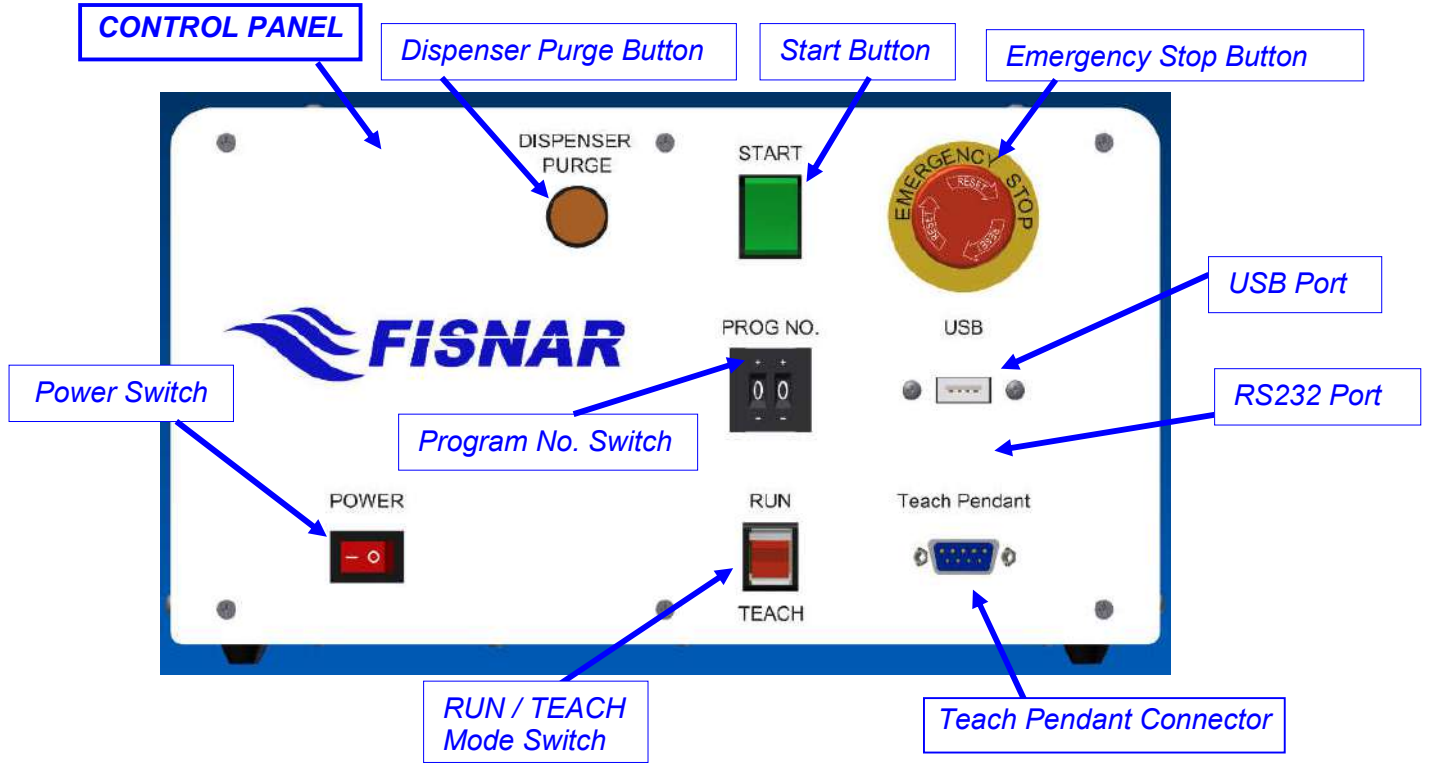 CONTROL PANEL
Dispenser Purge Button
Start Button
Emergency Stop Button
DISPENSER
PURGE
START
EMERGENCY STOP
RESET
RESET
RESET
USB Port
FISNAR
PROG NO.
USB
Power Switch
+ +
0 0
- -
RS232 Port
Program No. Switch
POWER
RUN
Teach Pendant
– O
TEACH
RUN / TEACH
Mode Switch
Teach Pendant Connector